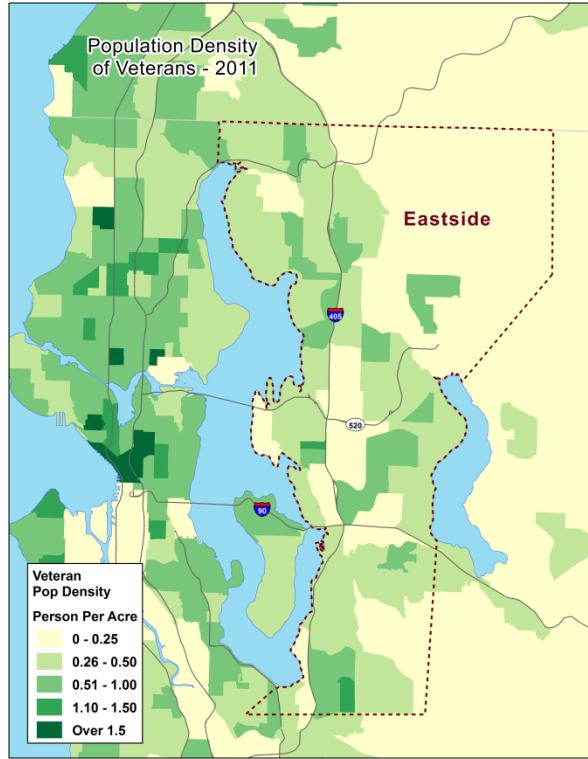 Population Density
of Veterans - 2011
Eastside
405
520
90
Veteran
Pop Density
Person Per Acre
0 - 0.25
0.26 - 0.50
0.51 - 1.00
1.10 - 1.50
Over 1.5